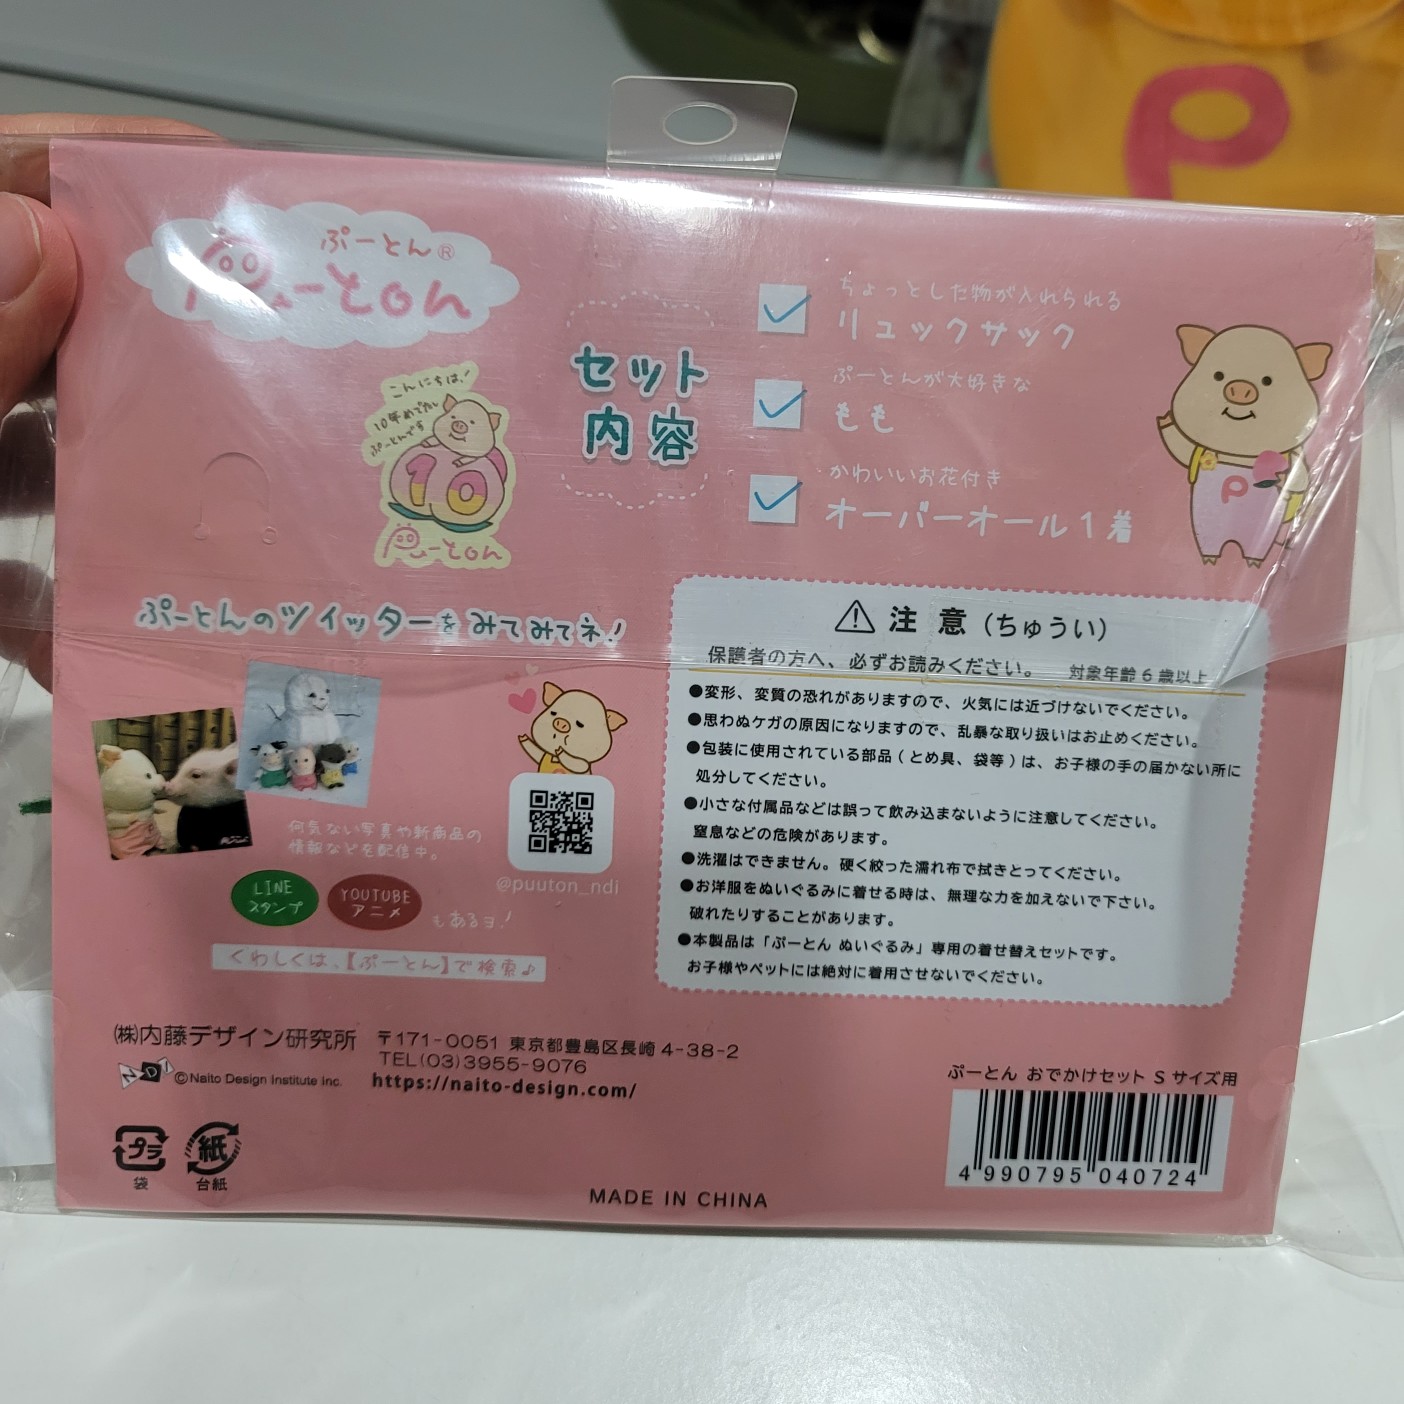 ぷーとん®
ぷーとん
こんにちは!
10年めでたい
ぷーとんです
10
ぷーとん
セット
内容
ちょっとした物が入れられる
リュックサック
ぷーとんが大好きな
もも
かわいいお花付き
オーバーオール1着
P
P
ぷーとんのツイッターをみてみてネ!
何気ない写真や新商品の
情報などを配信中。
@puuton_ndi
LINE
スタンプ
YOUTUBE
アニメ
もあるヨ!
くわしくは、【ぷーとん】で検索♪
注意(ちゅうい)
保護者の方へ、必ずお読みください。 対象年齢6歳以上
●変形、変質の恐れがありますので、火気には近づけないでください。
●思わぬケガの原因になりますので、乱暴な取り扱いはお止めください。
●包装に使用されている部品(とめ具、袋等)は、お子様の手の届かない所に
処分してください。
●小さな付属品などは誤って飲み込まないように注意してください。
窒息などの危険があります。
●洗濯はできません。硬く絞った濡れ布で拭きとってください。
●お洋服をぬいぐるみに着せる時は、無理な力を加えないで下さい。
破れたりすることがあります。
●本製品は「ぷーとん ぬいぐるみ」専用の着せ替えセットです。
お子様やペットには絶対に着用させないでください。
(株)内藤デザイン研究所
〒171-0051 東京都豊島区長崎4-38-2
TEL(03)3955-9076
NDI ©Naito Design Institute Inc.
https://naito-design.com/
プラ
袋
紙
台紙
MADE IN CHINA
ぷーとん おでかけセット Sサイズ用
4 990795 040724